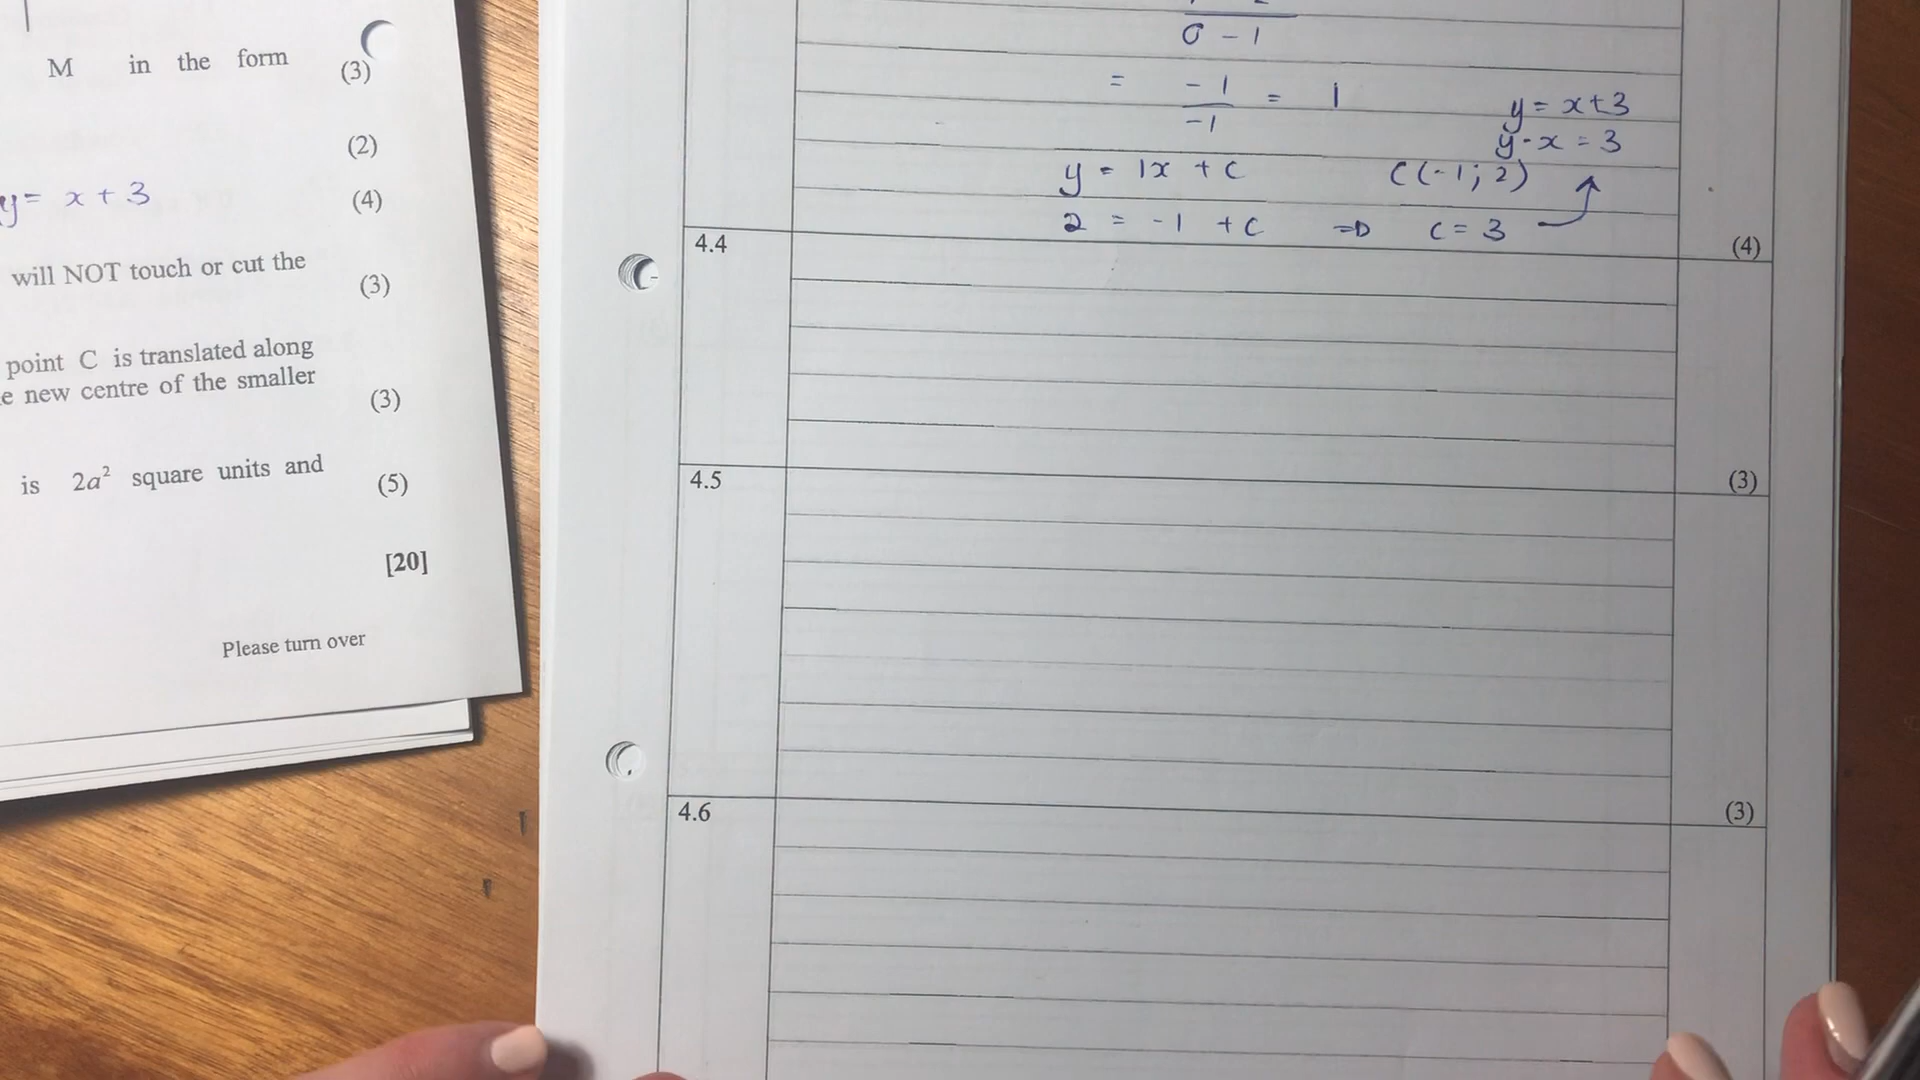 M in the form (3)
(2)
y = x + 3 (4)
will NOT touch or cut the (3)
point C is translated along
e new centre of the smaller (3)
is 2a² square units and (5)
[20]
Please turn over
0 - 1
= -1/-1 = 1
y = x + 3
y - x = 3
y = 1x + C C(-1; 2)
2 = -1 + C => C = 3
(4)
4.4
(3)
4.5
(3)
4.6